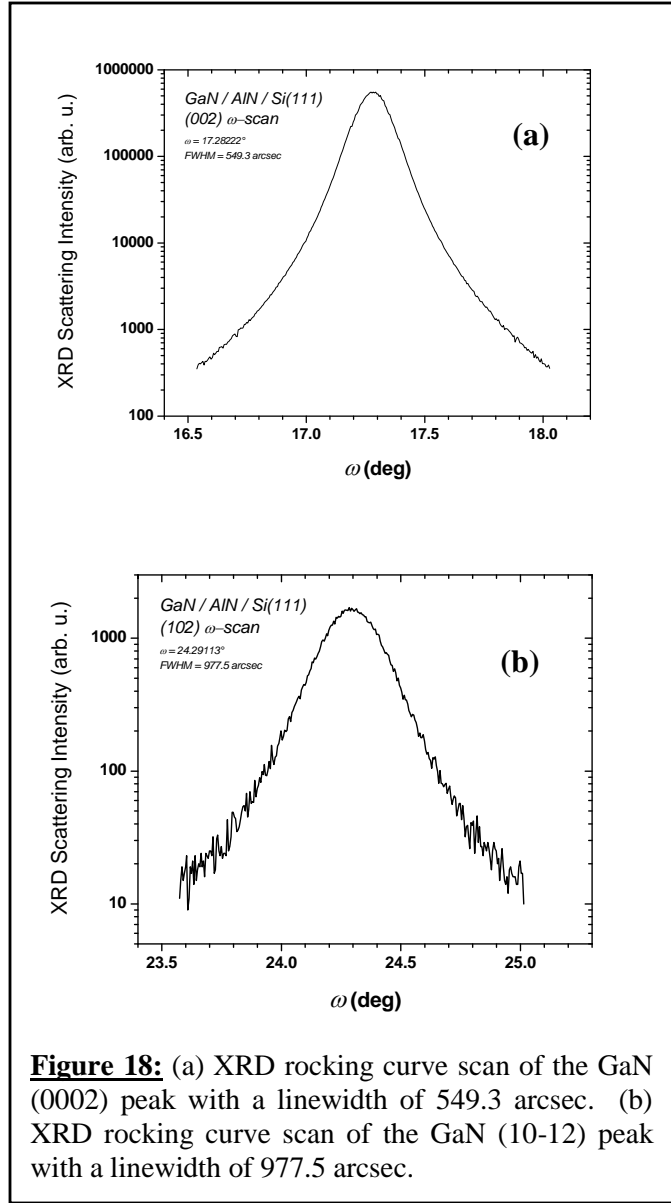 1000000
100000
10000
1000
100
XRD Scattering Intensity (arb. u.)
GaN / AlN / Si(111)
(002) ω–scan
ω = 17.28222°
FWHM = 549.3 arcsec
(a)
16.5 17.0 17.5 18.0
ω (deg)
1000
100
10
XRD Scattering Intensity (arb. u.)
GaN / AlN / Si(111)
(102) ω–scan
ω = 24.29113°
FWHM = 977.5 arcsec
(b)
23.5 24.0 24.5 25.0
ω (deg)
Figure 18: (a) XRD rocking curve scan of the GaN
(0002) peak with a linewidth of 549.3 arcsec. (b)
XRD rocking curve scan of the GaN (10-12) peak
with a linewidth of 977.5 arcsec.